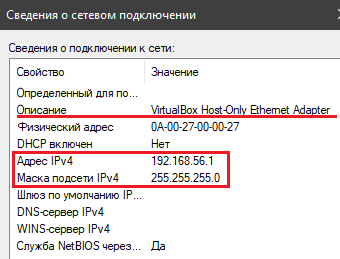 Сведения о сетевом подключении
Сведения о подключении к сети:
Свойство Значение
Определенный для по...
Описание VirtualBox Host-Only Ethernet Adapter
Физический адрес 0A-00-27-00-00-27
DHCP включен Нет
Адрес IPv4 192.168.56.1
Маска подсети IPv4 255.255.255.0
Шлюз по умолчанию IP...
DNS-сервер IPv4
WINS-сервер IPv4
Служба NetBIOS через... Да